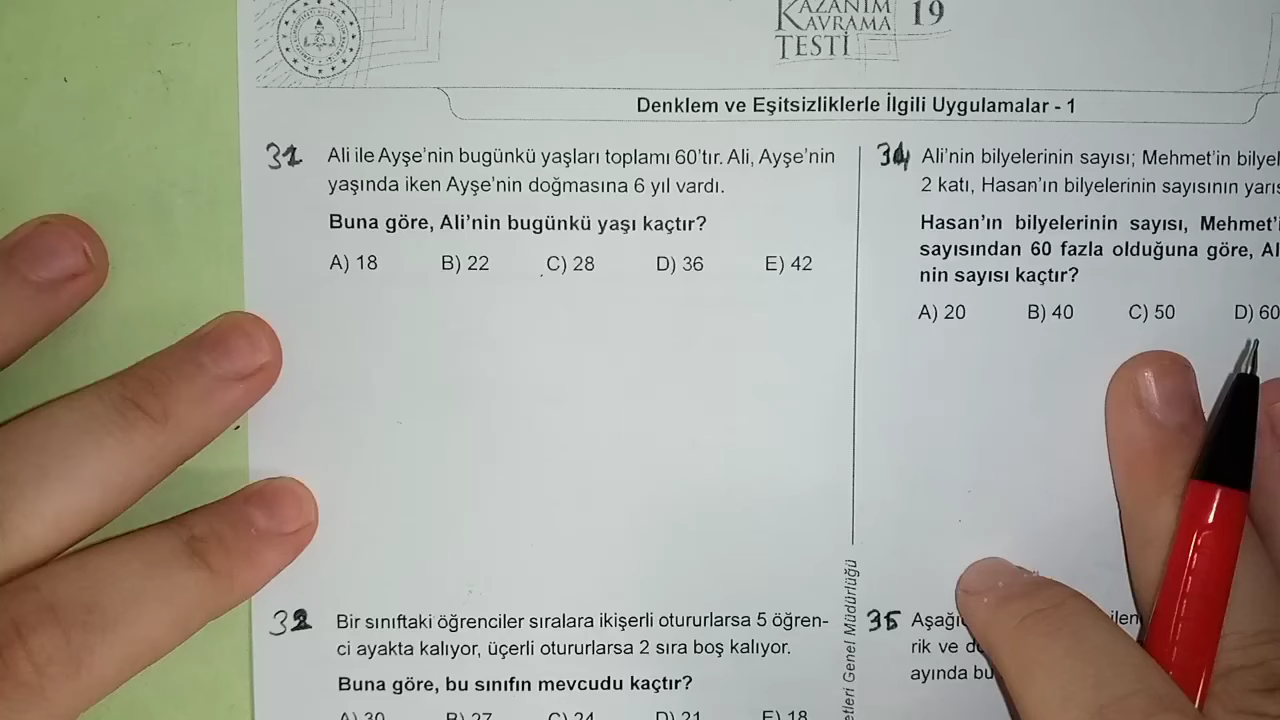 KAZANIM
KAVRAMA
TESTİ
19
Denklem ve Eşitsizliklerle İlgili Uygulamalar - 1
31 Ali ile Ayşe'nin bugünkü yaşları toplamı 60'tır. Ali, Ayşe'nin
yaşında iken Ayşe'nin doğmasına 6 yıl vardı.
Buna göre, Ali'nin bugünkü yaşı kaçtır?
A) 18 B) 22 C) 28 D) 36 E) 42
32 Bir sınıftaki öğrenciler sıralara ikişerli otururlarsa 5 öğren-
ci ayakta kalıyor, üçerli otururlarsa 2 sıra boş kalıyor.
Buna göre, bu sınıfın mevcudu kaçtır?
A) 30 B) 27 C) 24 D) 21 E) 18
34 Ali'nin bilyelerinin sayısı; Mehmet'in
2 katı, Hasan'ın bilyelerinin sayısının
Hasan'ın bilyelerinin sayısı,
sayısından 60 fazla olduğuna göre,
nin sayısı kaçtır?
A) 20 B) 40 C) 50 D) 60
35
rik ve
ayında
Genel Müdürlüğü